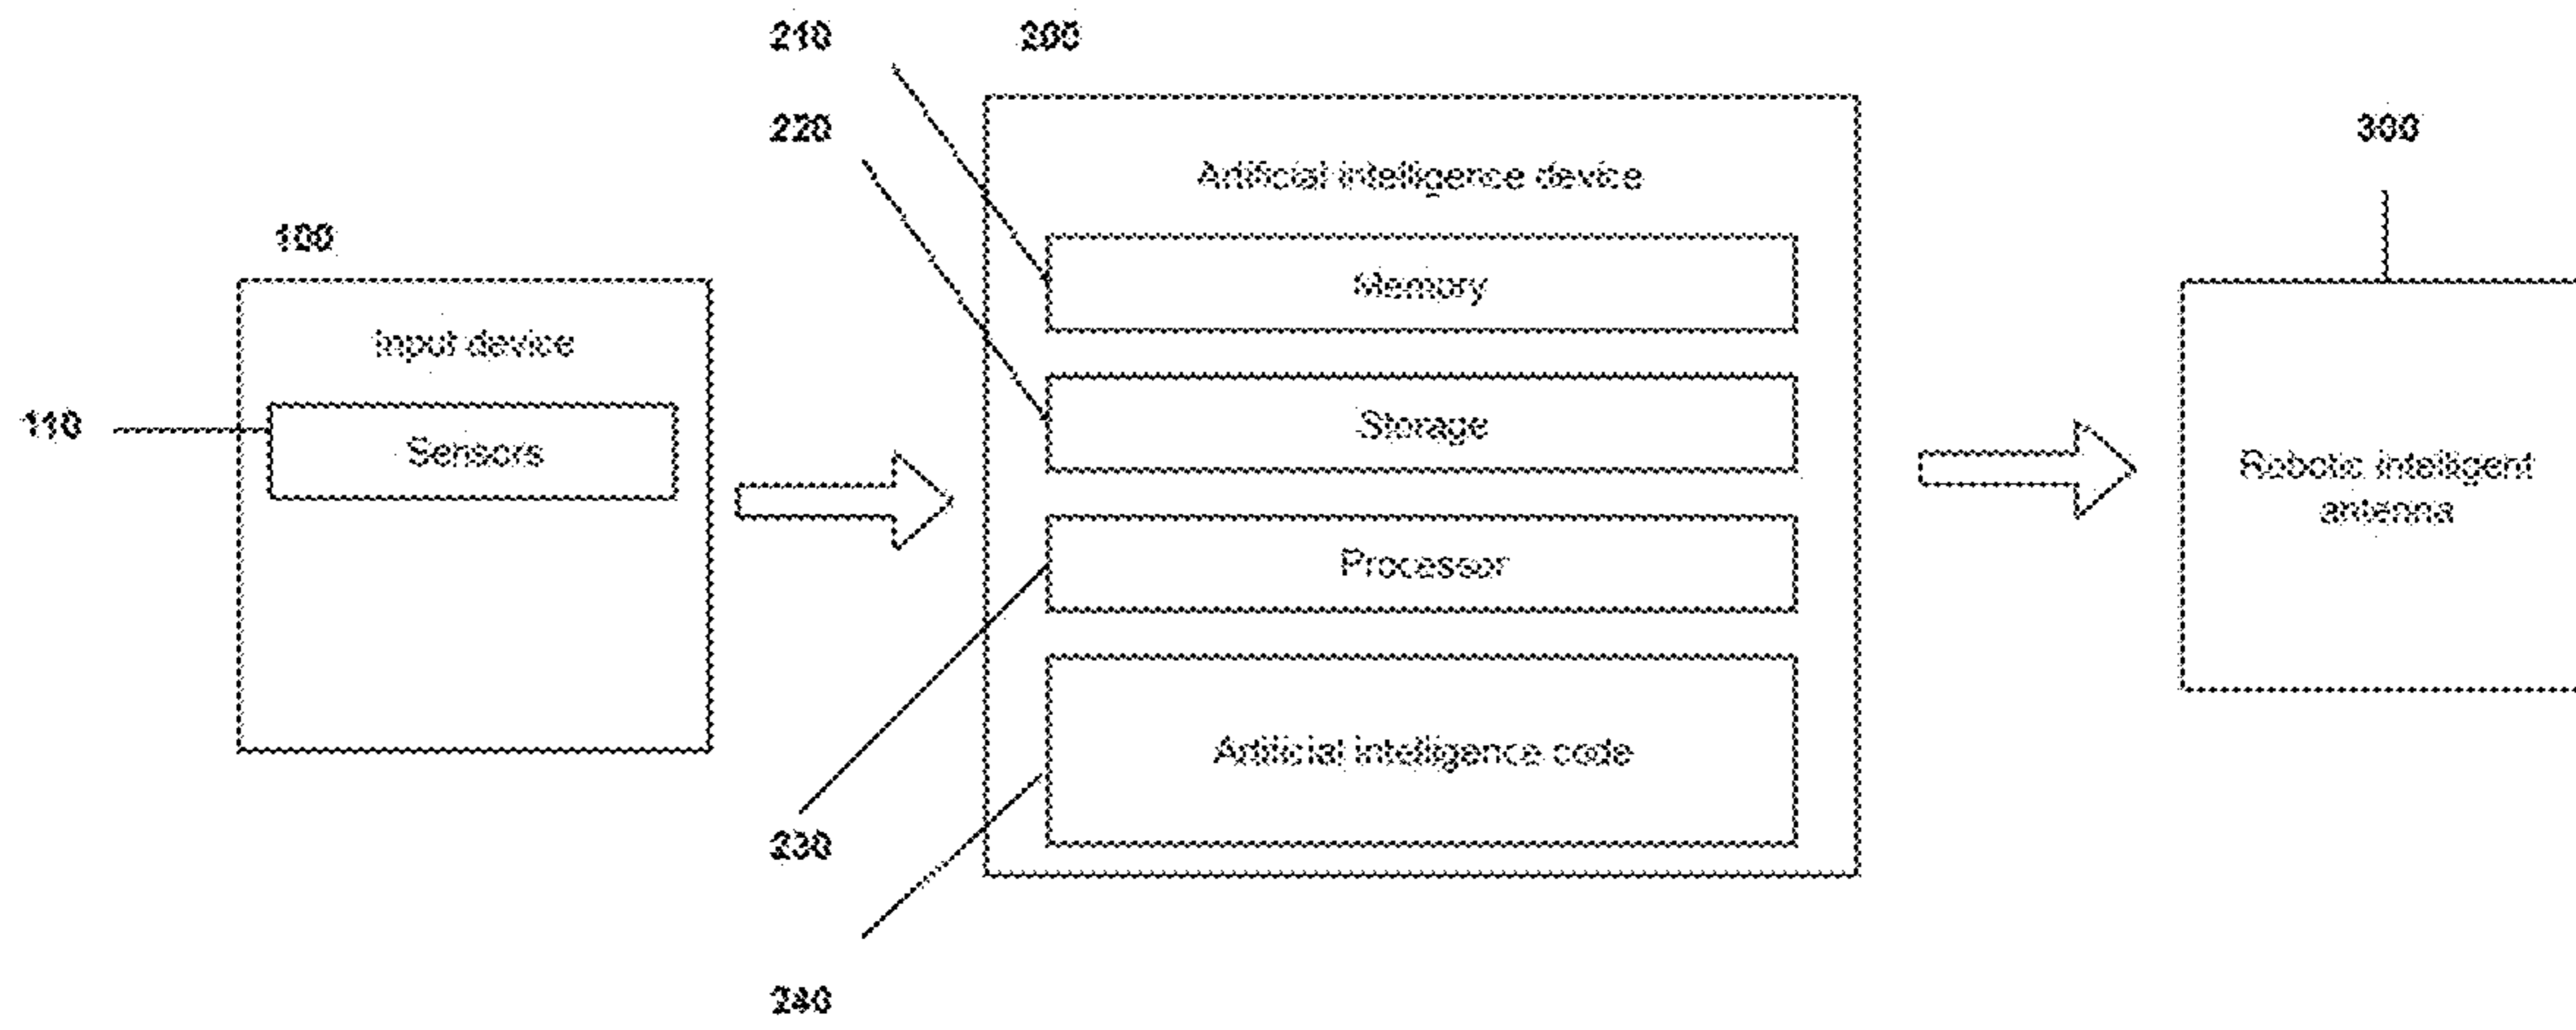 210
200
220
300
Artificial intelligence device
100
Memory
Input device
110
Sensors
Storage
Robotic intelligent
antenna
Processor
Artificial intelligence code
230
240